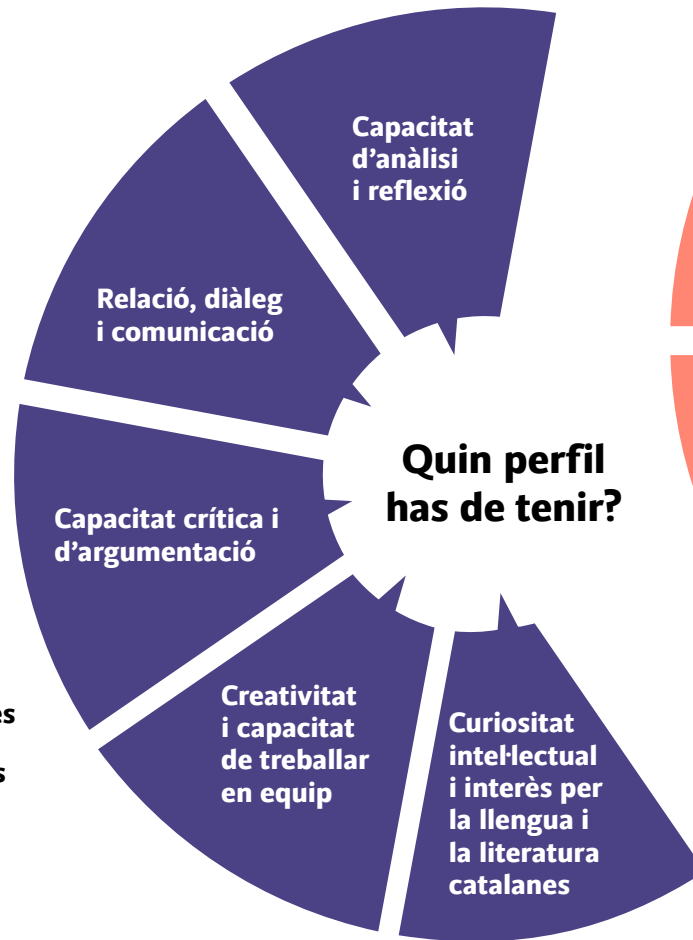 Capacitat
d’anàlisi
i reflexió
Relació, diàleg
i comunicació
Quin perfil
has de tenir?
Capacitat crítica i
d’argumentació
Creativitat
i capacitat
de treballar
en equip
Curiositat
intel·lectual
i interès per
la llengua i
la literatura
catalanes